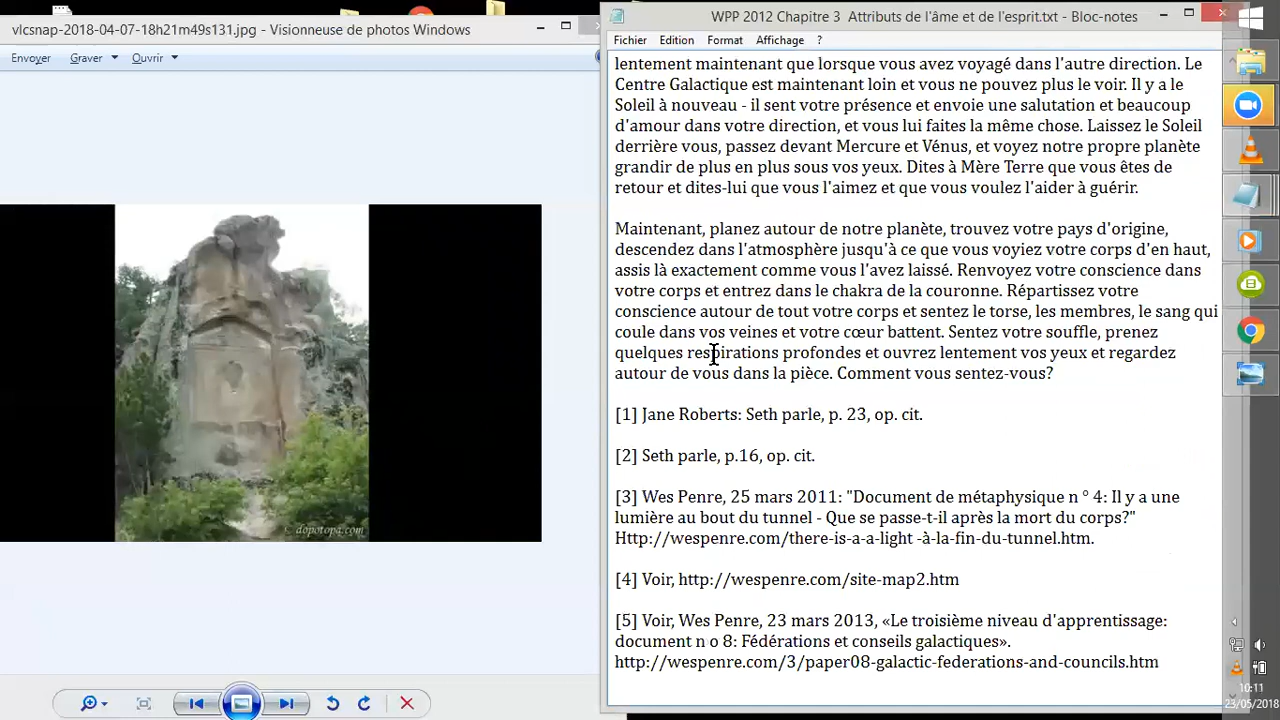 vlcsnap-2018-04-07-18h21m49s131.jpg - Visionneuse de photos Windows
Envoyer Graver Ouvrir
dopotopa.com
WPP 2012 Chapitre 3 Attributs de l'âme et de l'esprit.txt - Bloc-notes
Fichier Edition Format Affichage ?
lentement maintenant que lorsque vous avez voyagé dans l'autre direction. Le
Centre Galactique est maintenant loin et vous ne pouvez plus le voir. Il y a le
Soleil à nouveau - il sent votre présence et envoie une salutation et beaucoup
d'amour dans votre direction, et vous lui faites la même chose. Laissez le Soleil
derrière vous, passez devant Mercure et Vénus, et voyez notre propre planète
grandir de plus en plus sous vos yeux. Dites à Mère Terre que vous êtes de
retour et dites-lui que vous l'aimez et que vous voulez l'aider à guérir.
Maintenant, planez autour de notre planète, trouvez votre pays d'origine,
descendez dans l'atmosphère jusqu'à ce que vous voyiez votre corps d'en haut,
assis là exactement comme vous l'avez laissé. Renvoyez votre conscience dans
votre corps et entrez dans le chakra de la couronne. Répartissez votre
conscience autour de tout votre corps et sentez le torse, les membres, le sang qui
coule dans vos veines et votre cœur battent. Sentez votre souffle, prenez
quelques respirations profondes et ouvrez lentement vos yeux et regardez
autour de vous dans la pièce. Comment vous sentez-vous?
[1] Jane Roberts: Seth parle, p. 23, op. cit.
[2] Seth parle, p.16, op. cit.
[3] Wes Penre, 25 mars 2011: "Document de métaphysique n ° 4: Il y a une
lumière au bout du tunnel - Que se passe-t-il après la mort du corps?"
Http://wespenre.com/there-is-a-a-light -à-la-fin-du-tunnel.htm.
[4] Voir, http://wespenre.com/site-map2.htm
[5] Voir, Wes Penre, 23 mars 2013, «Le troisième niveau d'apprentissage:
document n o 8: Fédérations et conseils galactiques».
http://wespenre.com/3/paper08-galactic-federations-and-councils.htm
10:11
23/05/2018